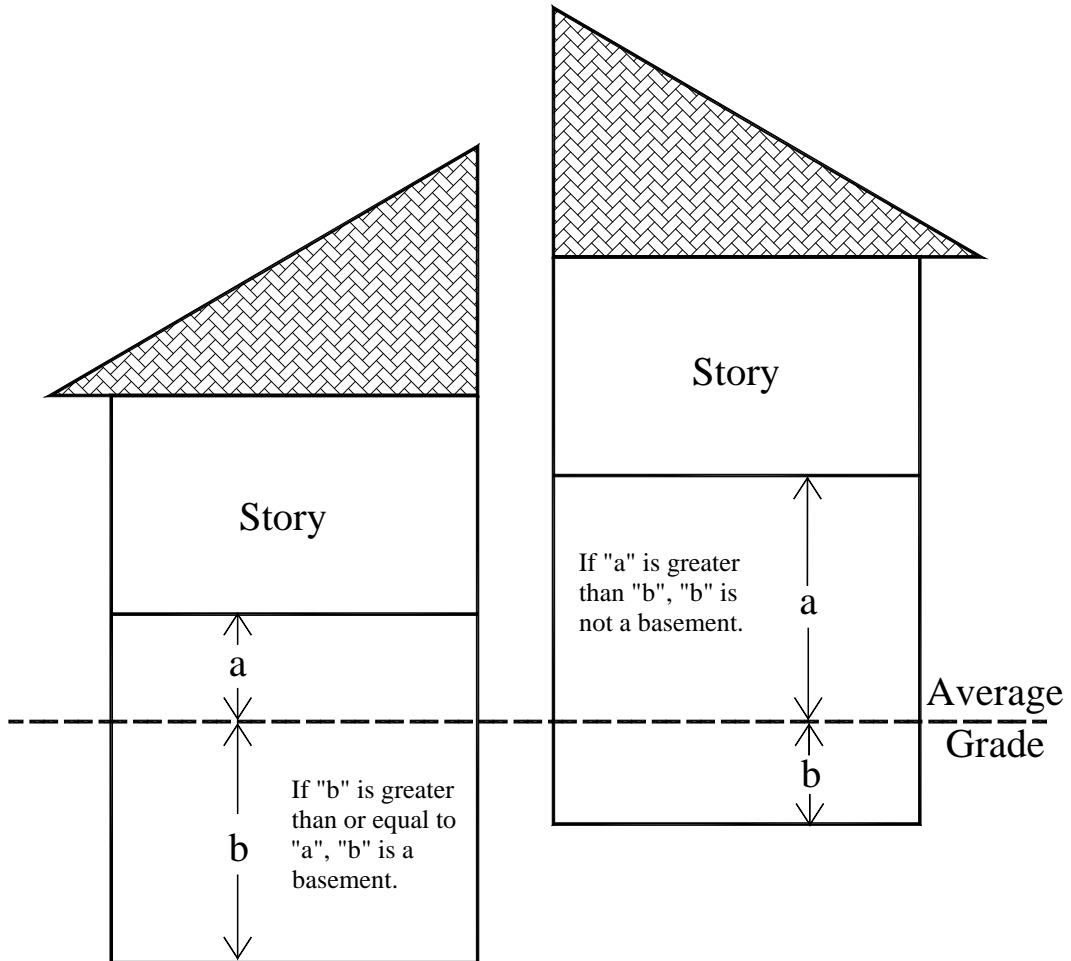 Story
Story
If "a" is greater
than "b", "b" is
not a basement.
a
a
Average
Grade
b
If "b" is greater
than or equal to
"a", "b" is a
basement.
b